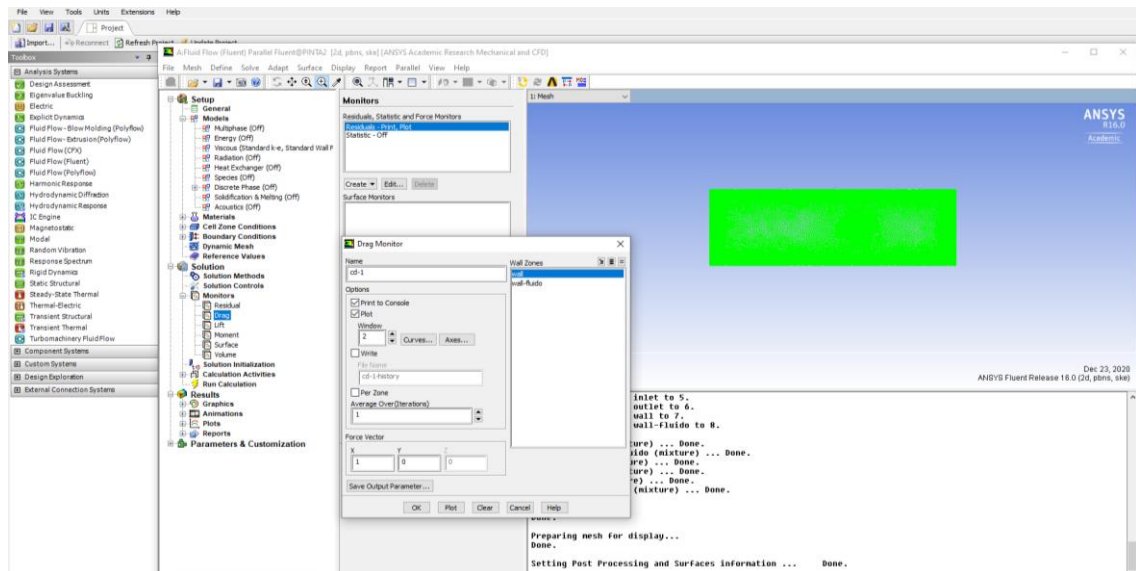 File View Tools Units Extensions Help
Project
Import... Reconnect Refresh Project Update Project
Toolbox
Analysis Systems
Design Assessment
Eigenvalue Buckling
Electric
Explicit Dynamics
Fluid Flow - Blow Molding (Polyflow)
Fluid Flow - Extrusion (Polyflow)
Fluid Flow (CFX)
Fluid Flow (Fluent)
Fluid Flow (Polyflow)
Harmonic Response
Hydrodynamic Diffraction
Hydrodynamic Response
IC Engine
Magnetostatic
Modal
Random Vibration
Response Spectrum
Rigid Dynamics
Static Structural
Steady-State Thermal
Thermal-Electric
Transient Structural
Transient Thermal
Turbomachinery Fluid Flow
Component Systems
Custom Systems
Design Exploration
External Connection Systems
A:Fluid Flow (Fluent) Parallel Fluent@PINTA2 [2d, pbns, ske] [ANSYS Academic Research Mechanical and CFD]
File Mesh Define Solve Adapt Surface Display Report Parallel View Help
Setup
General
Models
Multiphase (Off)
Energy (Off)
Viscous (Standard k-e, Standard Wall F
Radiation (Off)
Heat Exchanger (Off)
Species (Off)
Discrete Phase (Off)
Solidification & Melting (Off)
Acoustics (Off)
Materials
Cell Zone Conditions
Boundary Conditions
Dynamic Mesh
Reference Values
Solution
Solution Methods
Solution Controls
Monitors
Residual
Drag
Lift
Moment
Surface
Volume
Solution Initialization
Calculation Activities
Run Calculation
Results
Graphics
Animations
Plots
Reports
Parameters & Customization
Monitors
Residuals, Statistic and Force Monitors
Residuals - Print, Plot
Statistic - Off
Create Edit... Delete
Surface Monitors
Drag Monitor
Name
cd-1
Options
Print to Console
Plot
Window
2 Curves... Axes...
Write
File Name
cd-1-history
Per Zone
Average Over(Iterations)
1
Force Vector
X Y Z
1 0 0
Save Output Parameter...
Wall Zones
wall
wall-fluido
OK Plot Clear Cancel Help
1: Mesh
ANSYS
R16.0
Academic
Dec 23, 2020
ANSYS Fluent Release 16.0 (2d, pbns, ske)
inlet to 5.
outlet to 6.
wall to 7.
wall-fluido to 8.
ture) ... Done.
uido (mixture) ... Done.
ure) ... Done.
ture) ... Done.
e) ... Done.
(mixture) ... Done.
Done.
Preparing mesh for display...
Done.
Setting Post Processing and Surfaces information ... Done.